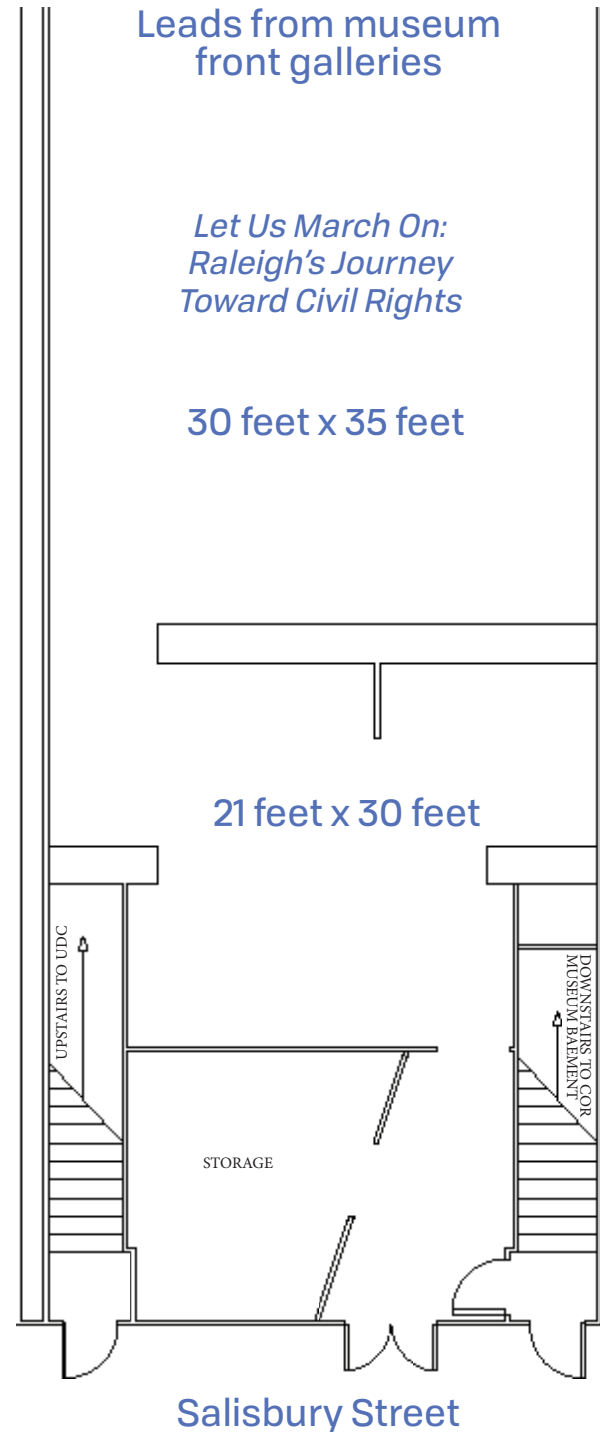 Leads from museum
front galleries
Let Us March On:
Raleigh's Journey
Toward Civil Rights
30 feet x 35 feet
21 feet x 30 feet
UPSTAIRS TO UDC
DOWNSTAIRS TO COR
MUSEUM BAEMENT
STORAGE
Salisbury Street